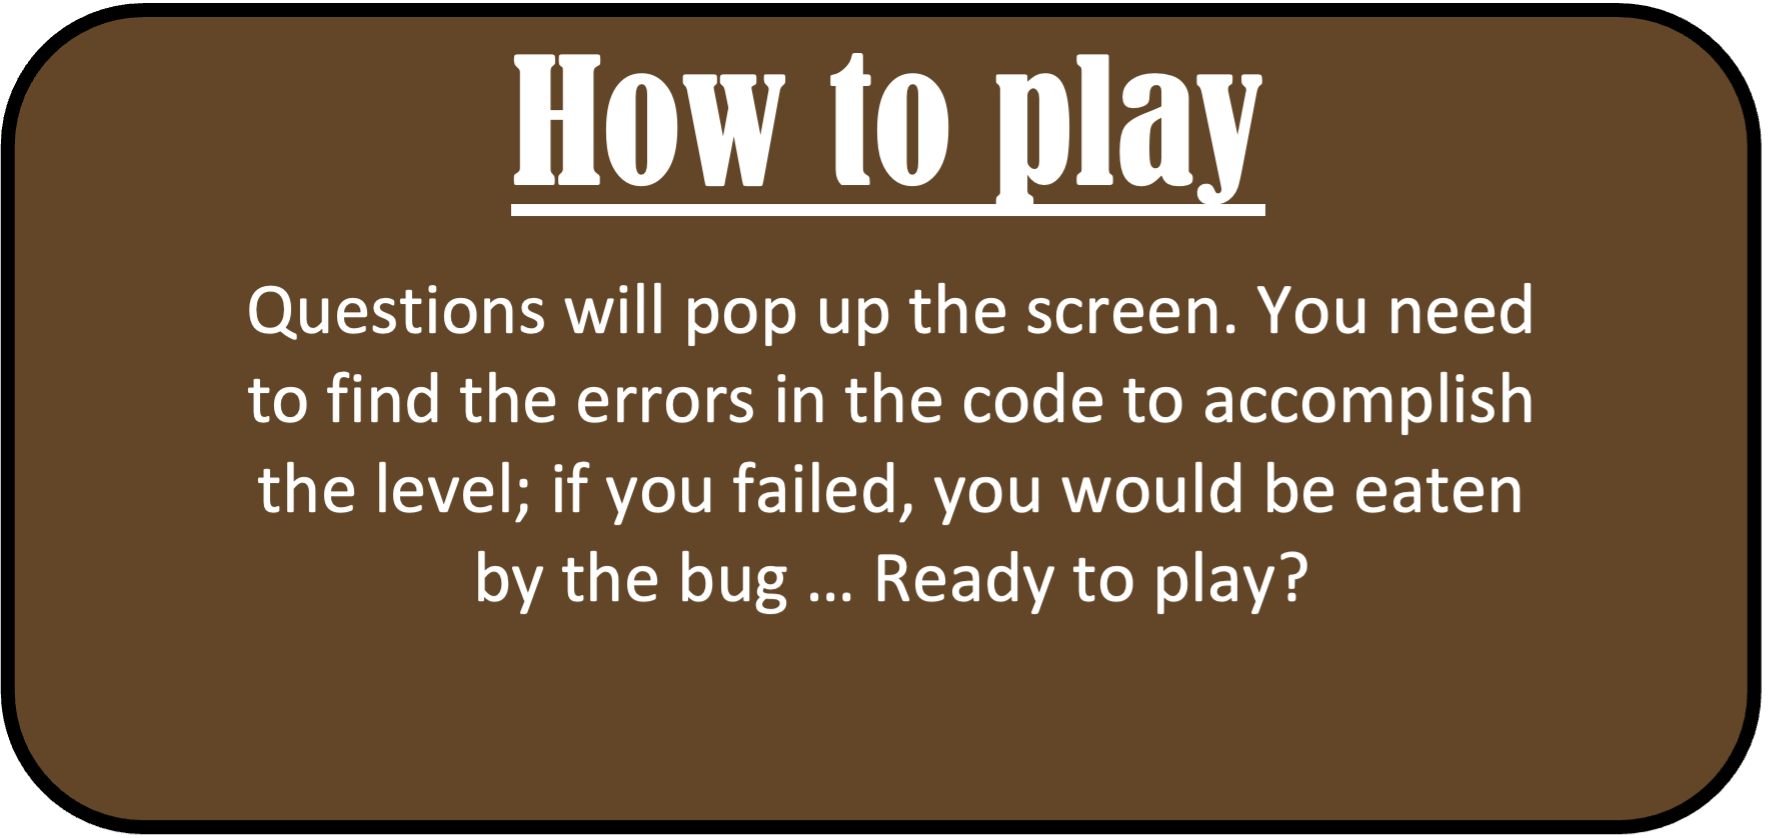 How to play
Questions will pop up the screen. You need
to find the errors in the code to accomplish
the level; if you failed, you would be eaten
by the bug ... Ready to play?